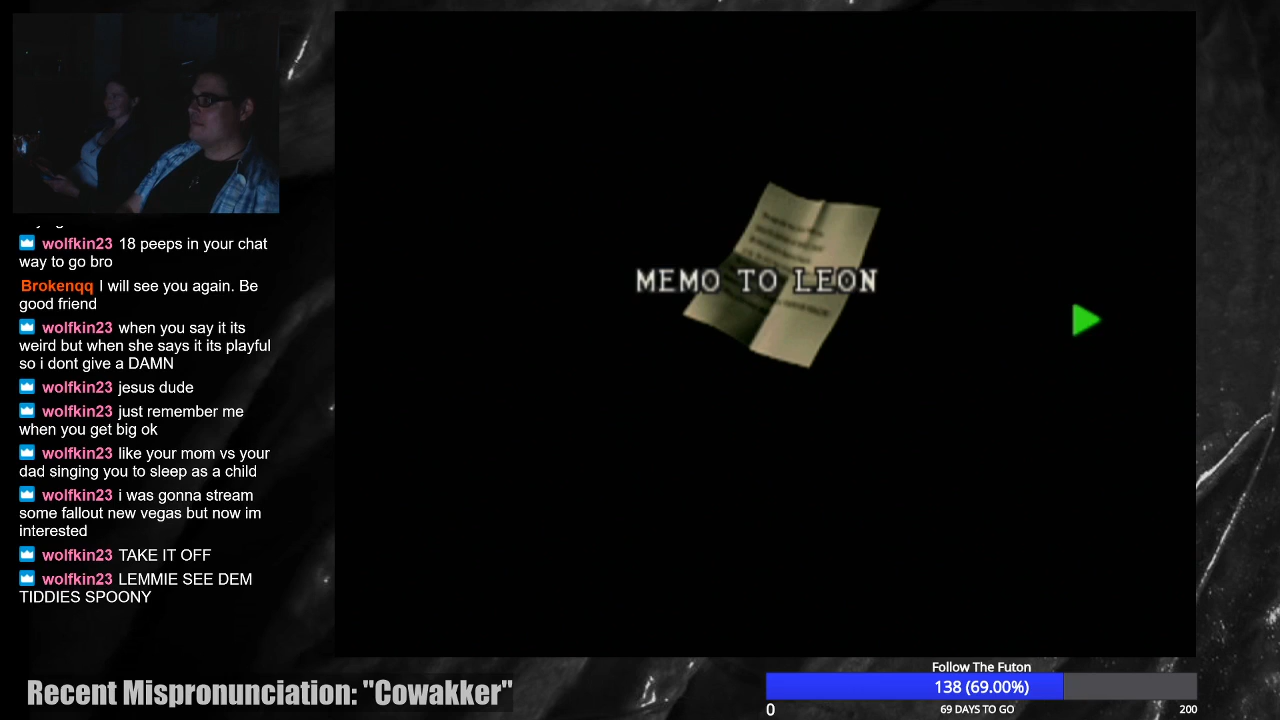 wolfkin23 18 peeps in your chat
way to go bro
Brokenqq I will see you again. Be
good friend
wolfkin23 when you say it its
weird but when she says it its playful
so i dont give a DAMN
wolfkin23 jesus dude
wolfkin23 just remember me
when you get big ok
wolfkin23 like your mom vs your
dad singing you to sleep as a child
wolfkin23 i was gonna stream
some fallout new vegas but now im
interested
wolfkin23 TAKE IT OFF
wolfkin23 LEMMIE SEE DEM
TIDDIES SPOONY
MEMO TO LEON
Recent Mispronunciation: "Cowakker"
Follow The Futon
138 (69.00%)
0
69 DAYS TO GO
200